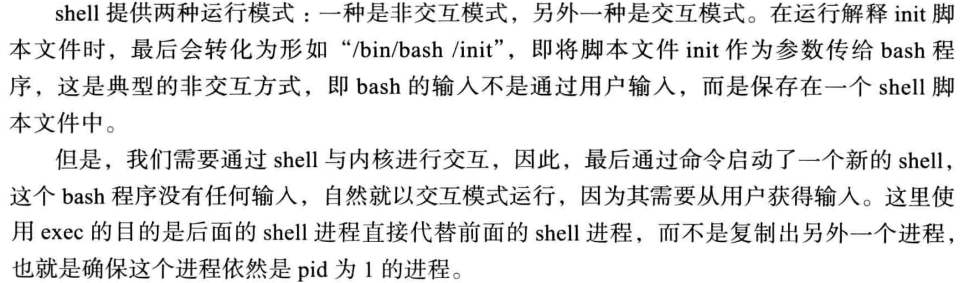 shell 提供两种运行模式：一种是非交互模式，另外一种是交互模式。在运行解释 init 脚
本文件时，最后会转化为形如“/bin/bash /init”，即将脚本文件 init 作为参数传给 bash 程
序，这是典型的非交互方式，即 bash 的输入不是通过用户输入，而是保存在一个 shell 脚
本文件中。
但是，我们需要通过 shell 与内核进行交互，因此，最后通过命令启动了一个新的 shell，
这个 bash 程序没有任何输入，自然就以交互模式运行，因为其需要从用户获得输入。这里使
用 exec 的目的是后面的 shell 进程直接代替前面的 shell 进程，而不是复制出另外一个进程，
也就是确保这个进程依然是 pid 为 1 的进程。